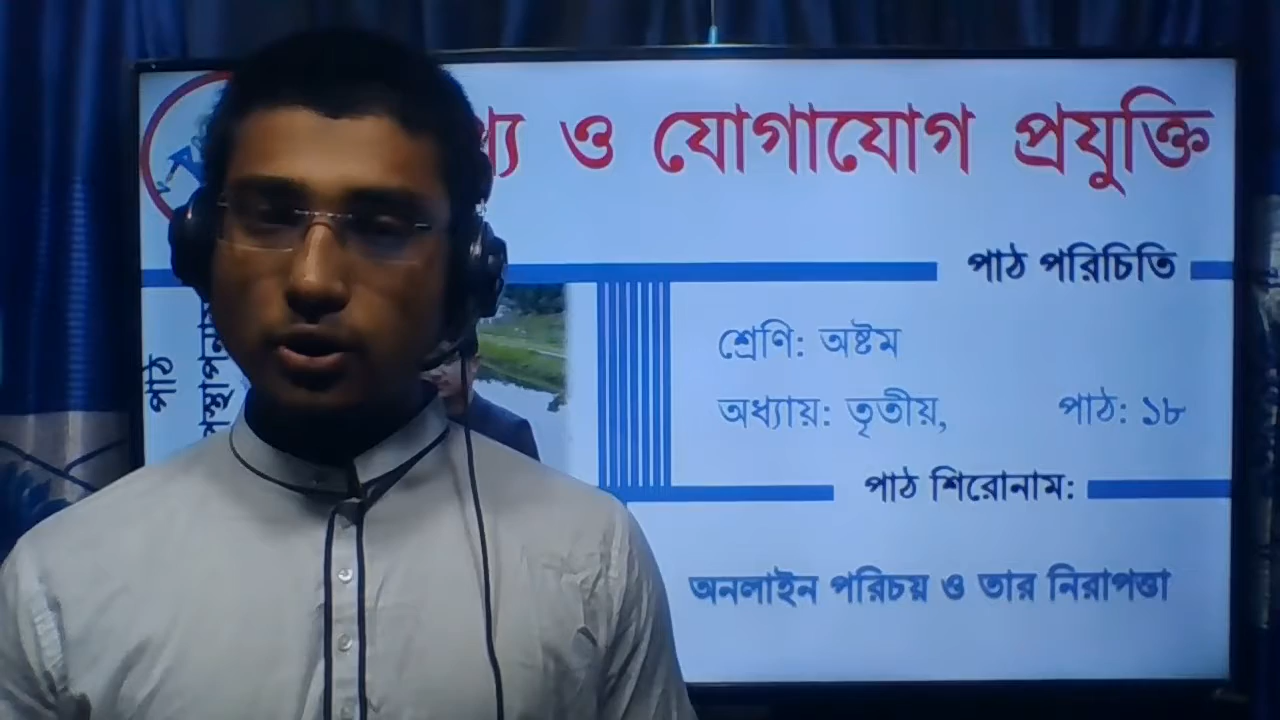 ও যোগাযোগ প্রযুক্তি
পাঠ পরিচিতি
পাঠ
শ্রেণি: অষ্টম
অধ্যায়: তৃতীয়, পাঠ: ১৮
পাঠ শিরোনাম:
অনলাইন পরিচয় ও তার নিরাপত্তা